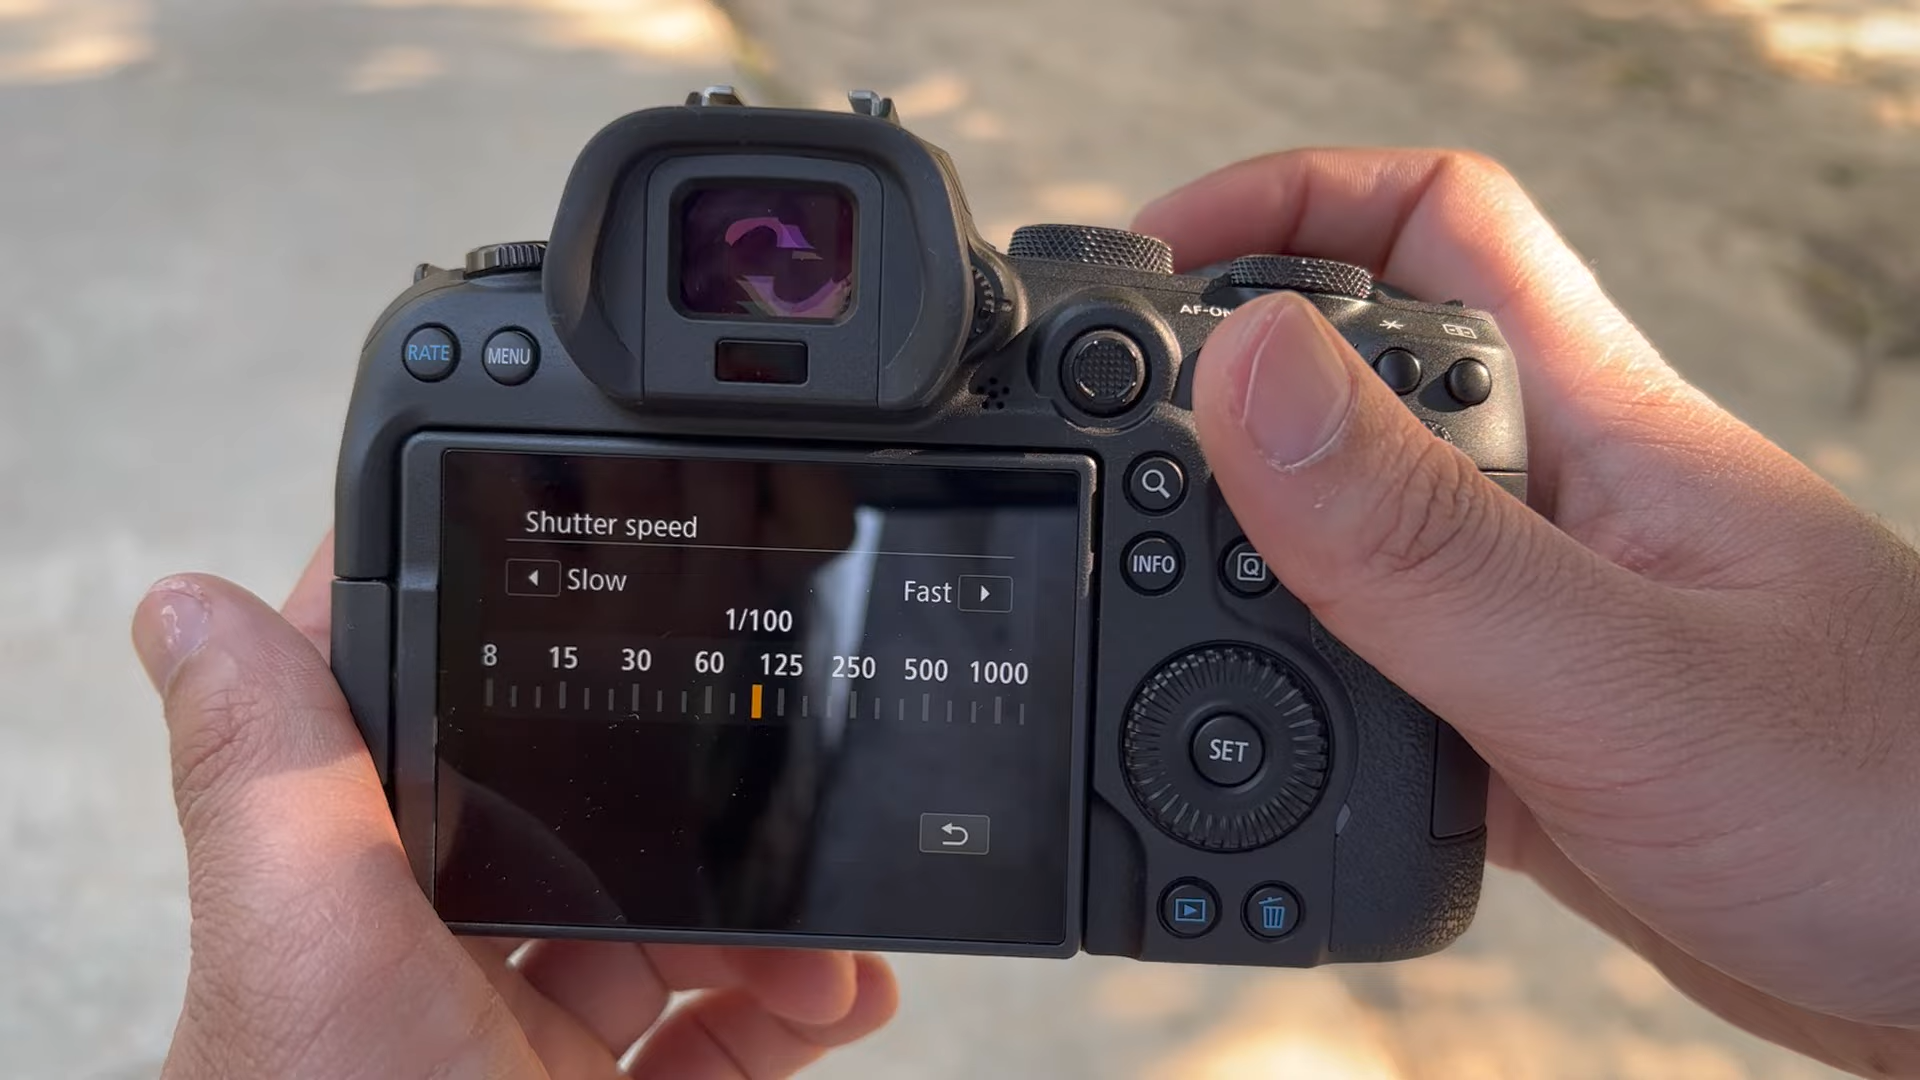 AF-ON
RATE
MENU
Shutter speed
Slow
Fast
1/100
8 15 30 60 125 250 500 1000
INFO
Q
SET